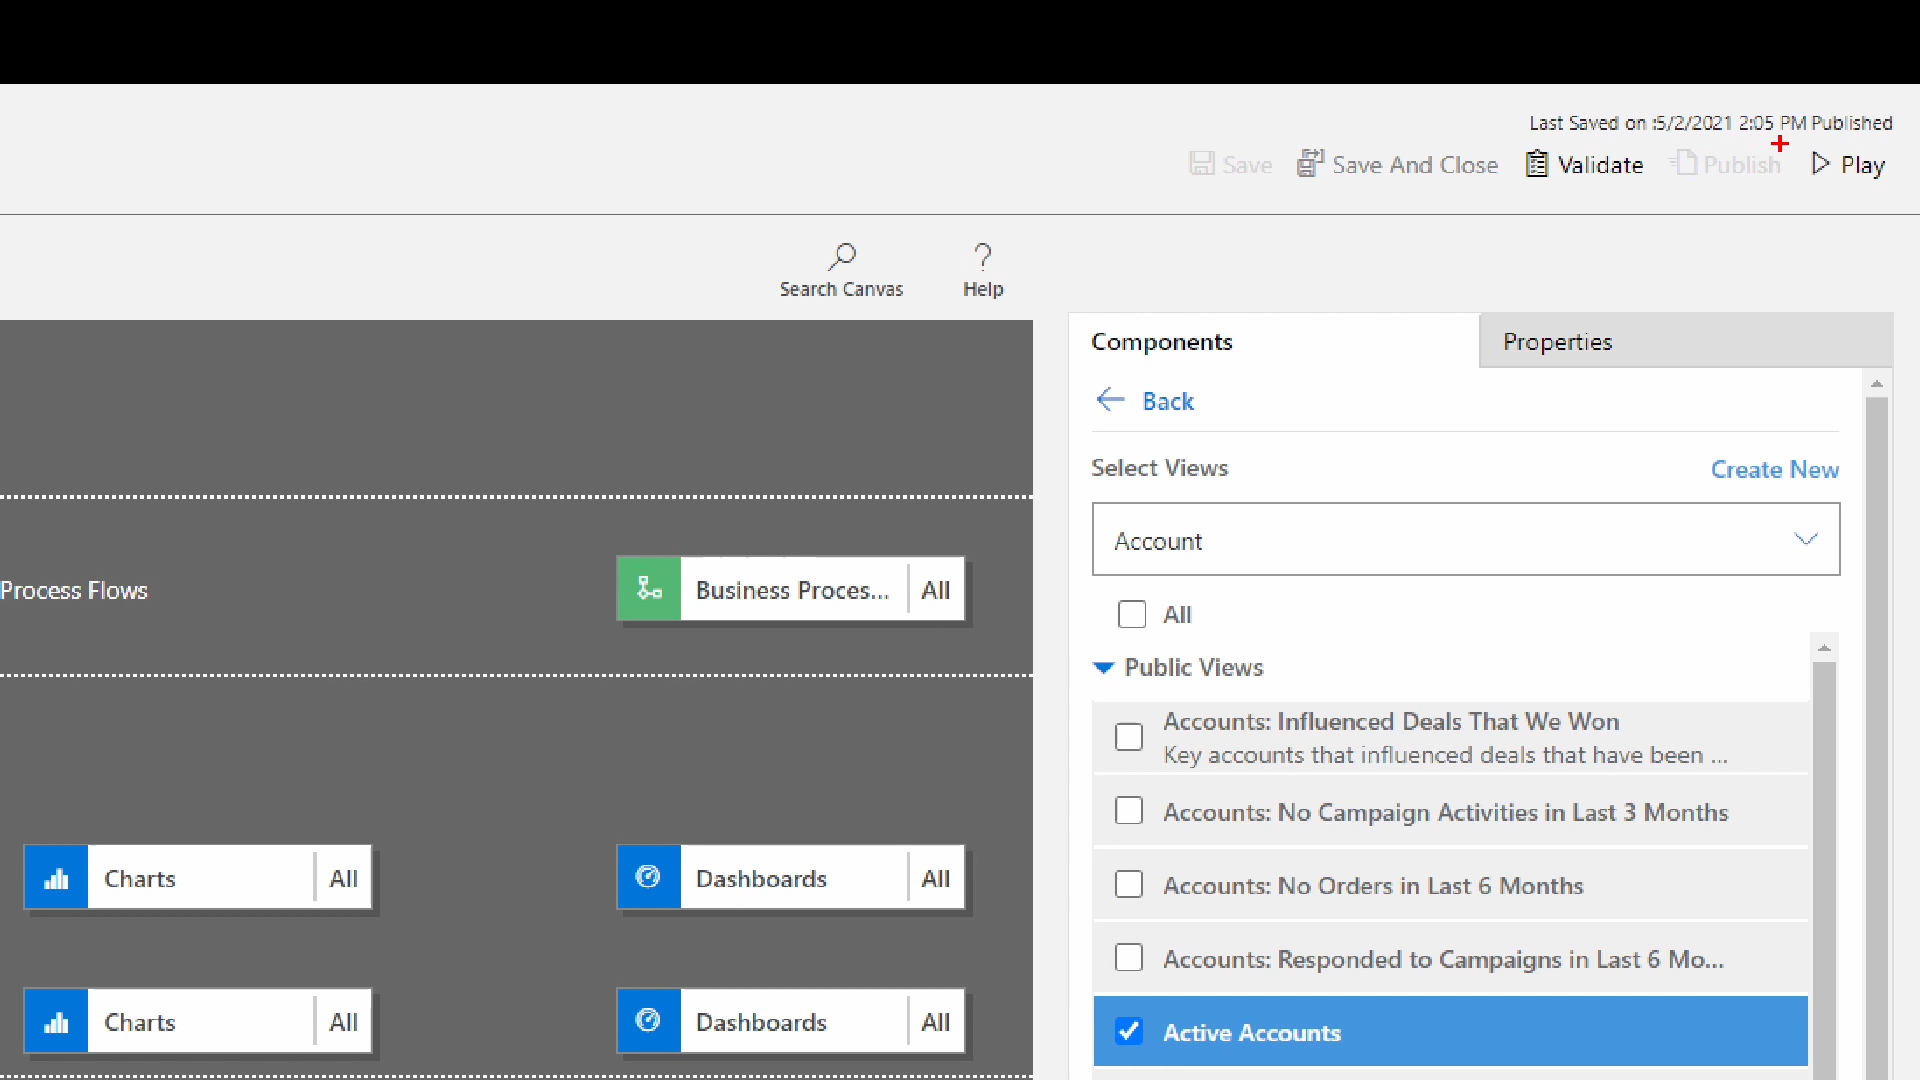 Last Saved on :5/2/2021 2:05 PM Published
Save
Save And Close
Validate
Publish
Play
Search Canvas
Help
Components
Properties
Back
Select Views
Create New
Account
All
Public Views
Accounts: Influenced Deals That We Won
Key accounts that influenced deals that have been ...
Accounts: No Campaign Activities in Last 3 Months
Accounts: No Orders in Last 6 Months
Accounts: Responded to Campaigns in Last 6 Mo...
Active Accounts
Process Flows
Business Proces...
All
Charts
All
Dashboards
All
Charts
All
Dashboards
All